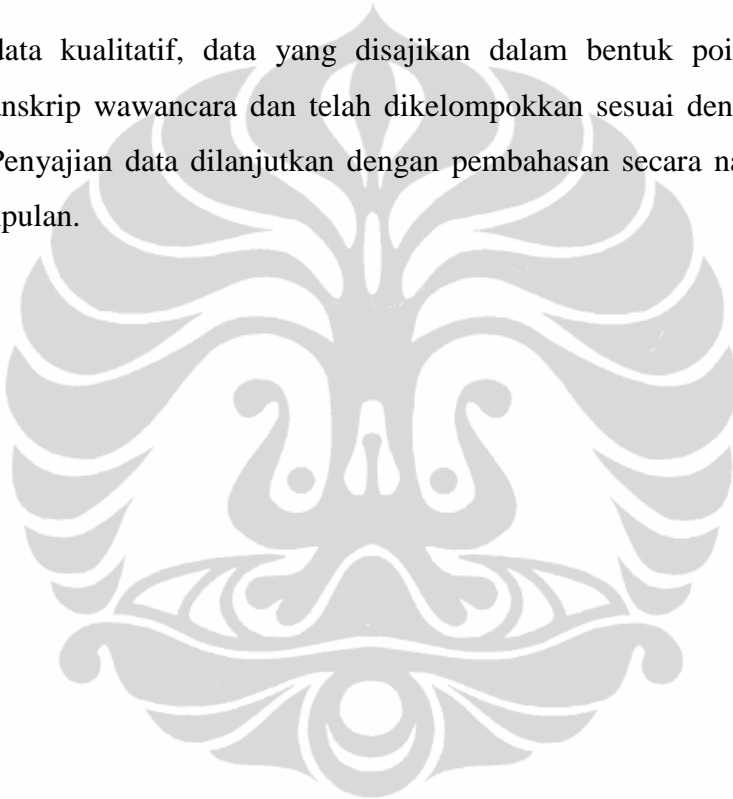 data kualitatif, data yang disajikan dalam bentuk poi
nskrip wawancara dan telah dikelompokkan sesuai den
Penyajian data dilanjutkan dengan pembahasan secara na
pulan.